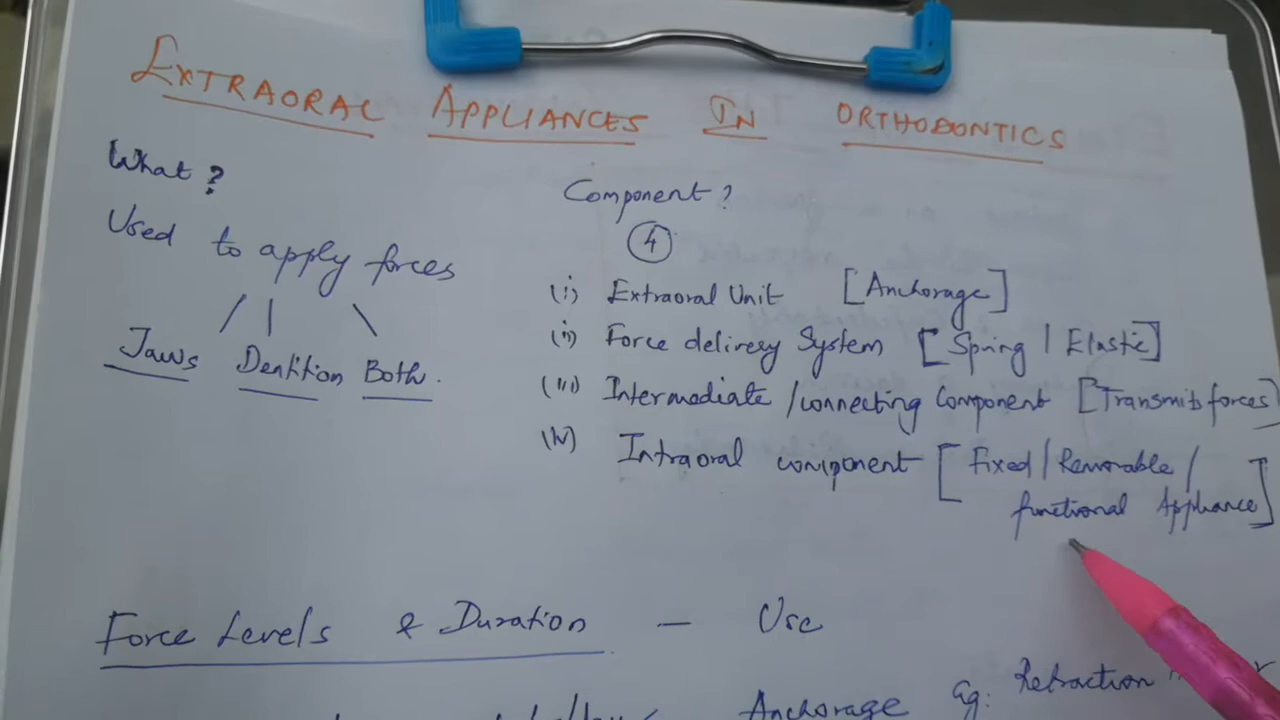 EXTRAORAL APPLIANCES IN ORTHODONTICS
What?
Used to apply forces
Jaws Dentition Both.
Component?
4
(i) Extraoral Unit [Anchorage]
(ii) Force delivery System [Spring / Elastic]
(iii) Intermediate / connecting Component [Transmits forces]
(iv) Intraoral component [Fixed / Removable /
functional Appliance]
Force Levels & Duration — Use
Anchorage eg: Retraction